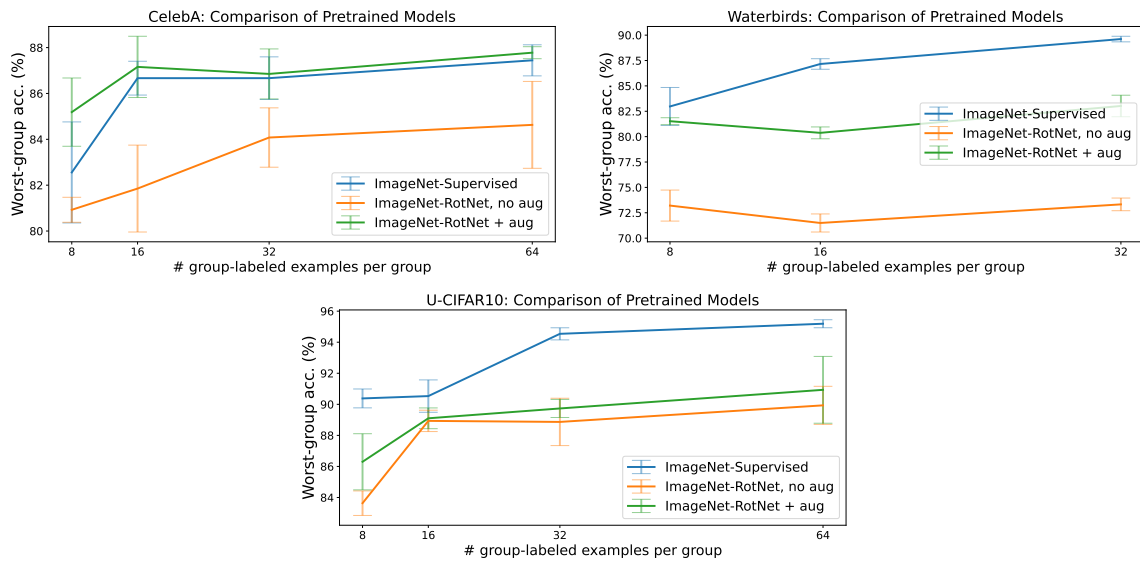 CelebA: Comparison of Pretrained Models
Worst-group acc. (%)
88
86
84
82
80
ImageNet-Supervised
ImageNet-RotNet, no aug
ImageNet-RotNet + aug
8
16
32
64
# group-labeled examples per group
Waterbirds: Comparison of Pretrained Models
Worst-group acc. (%)
90.0
87.5
85.0
82.5
80.0
77.5
75.0
72.5
70.0
ImageNet-Supervised
ImageNet-RotNet, no aug
ImageNet-RotNet + aug
8
16
32
# group-labeled examples per group
U-CIFAR10: Comparison of Pretrained Models
Worst-group acc. (%)
96
94
92
90
88
86
84
ImageNet-Supervised
ImageNet-RotNet, no aug
ImageNet-RotNet + aug
8
16
32
64
# group-labeled examples per group